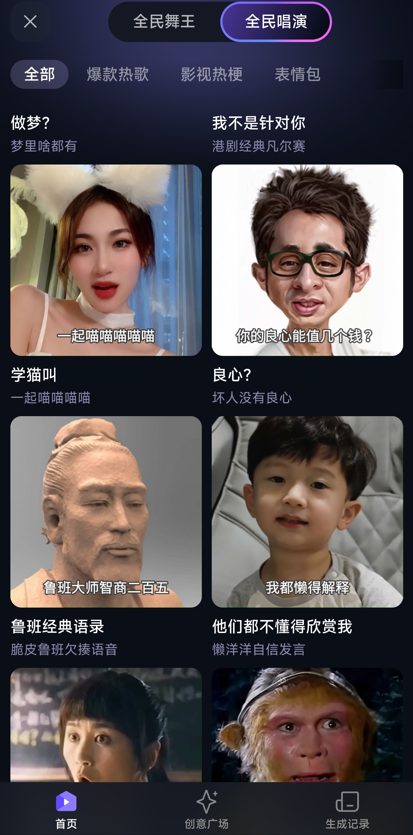 全民舞王 全民唱演
全部 爆款热歌 影视热梗 表情包
做梦? 我不是针对你
梦里啥都有 港剧经典凡尔赛
一起喵喵喵喵喵 你的良心能值几个钱？
学猫叫 良心?
一起喵喵喵喵 坏人没有良心
鲁班大师智商二百五 我都懒得解释
鲁班经典语录 他们都不懂得欣赏我
脆皮鲁班欠揍语音 懒洋洋自信发言
首页 创意广场 生成记录